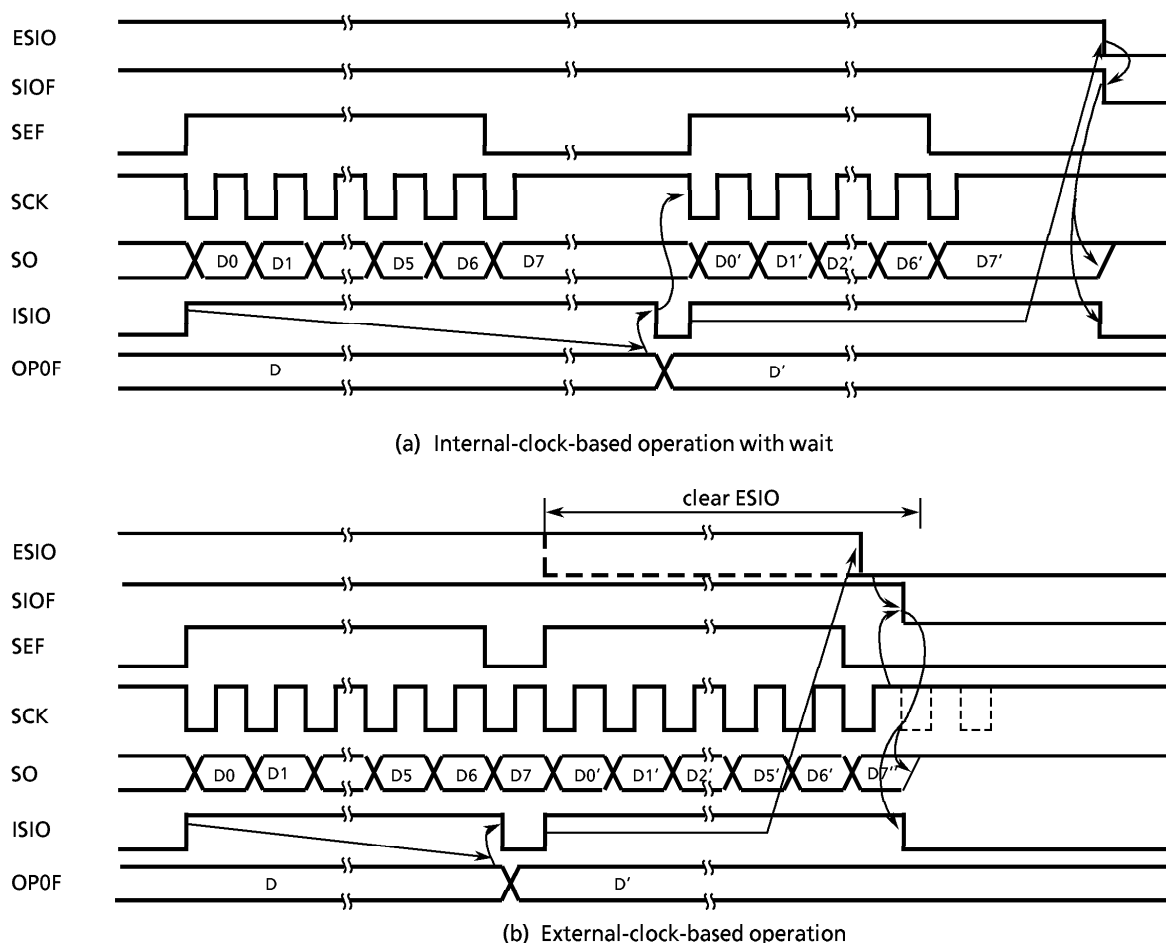 ESIO
SIOF
SEF
SCK
SO D0 D1 D5 D6 D7 D0′ D1′ D2′ D6′ D7′
ISIO
OP0F D D′
(a) Internal-clock-based operation with wait
clear ESIO
ESIO
SIOF
SEF
SCK
SO D0 D1 D5 D6 D7 D0′ D1′ D2′ D5′ D6′ D7′′
ISIO
OP0F D D′
(b) External-clock-based operation